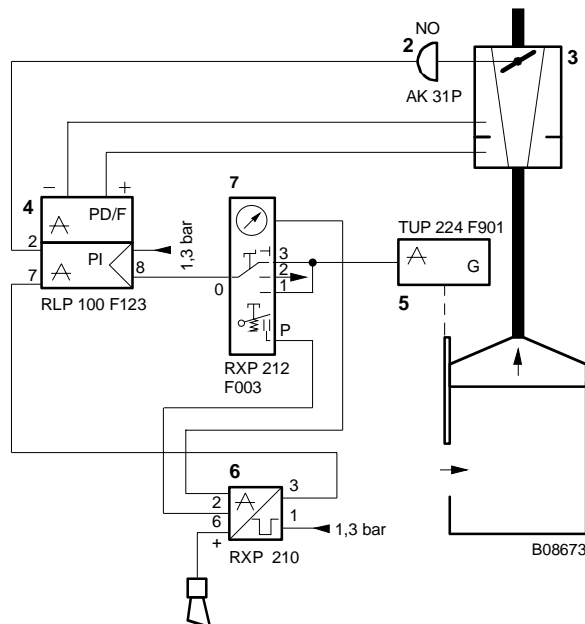 NO
2
3
AK 31P
− +
4
PD/F
7
2
PI
1,3 bar
7
8
RLP 100 F123
3
2
1
0
P
RXP 212
F003
TUP 224 F901
G
5
6
3
2
6
1
+
1,3 bar
RXP 210
B08673